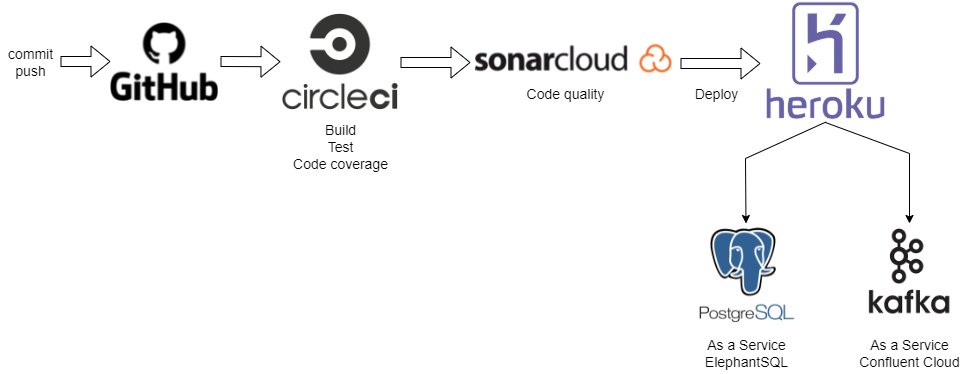 commit
push
GitHub
circleci
Build
Test
Code coverage
sonarcloud
Code quality
Deploy
heroku
PostgreSQL
As a Service
ElephantSQL
kafka
As a Service
Confluent Cloud